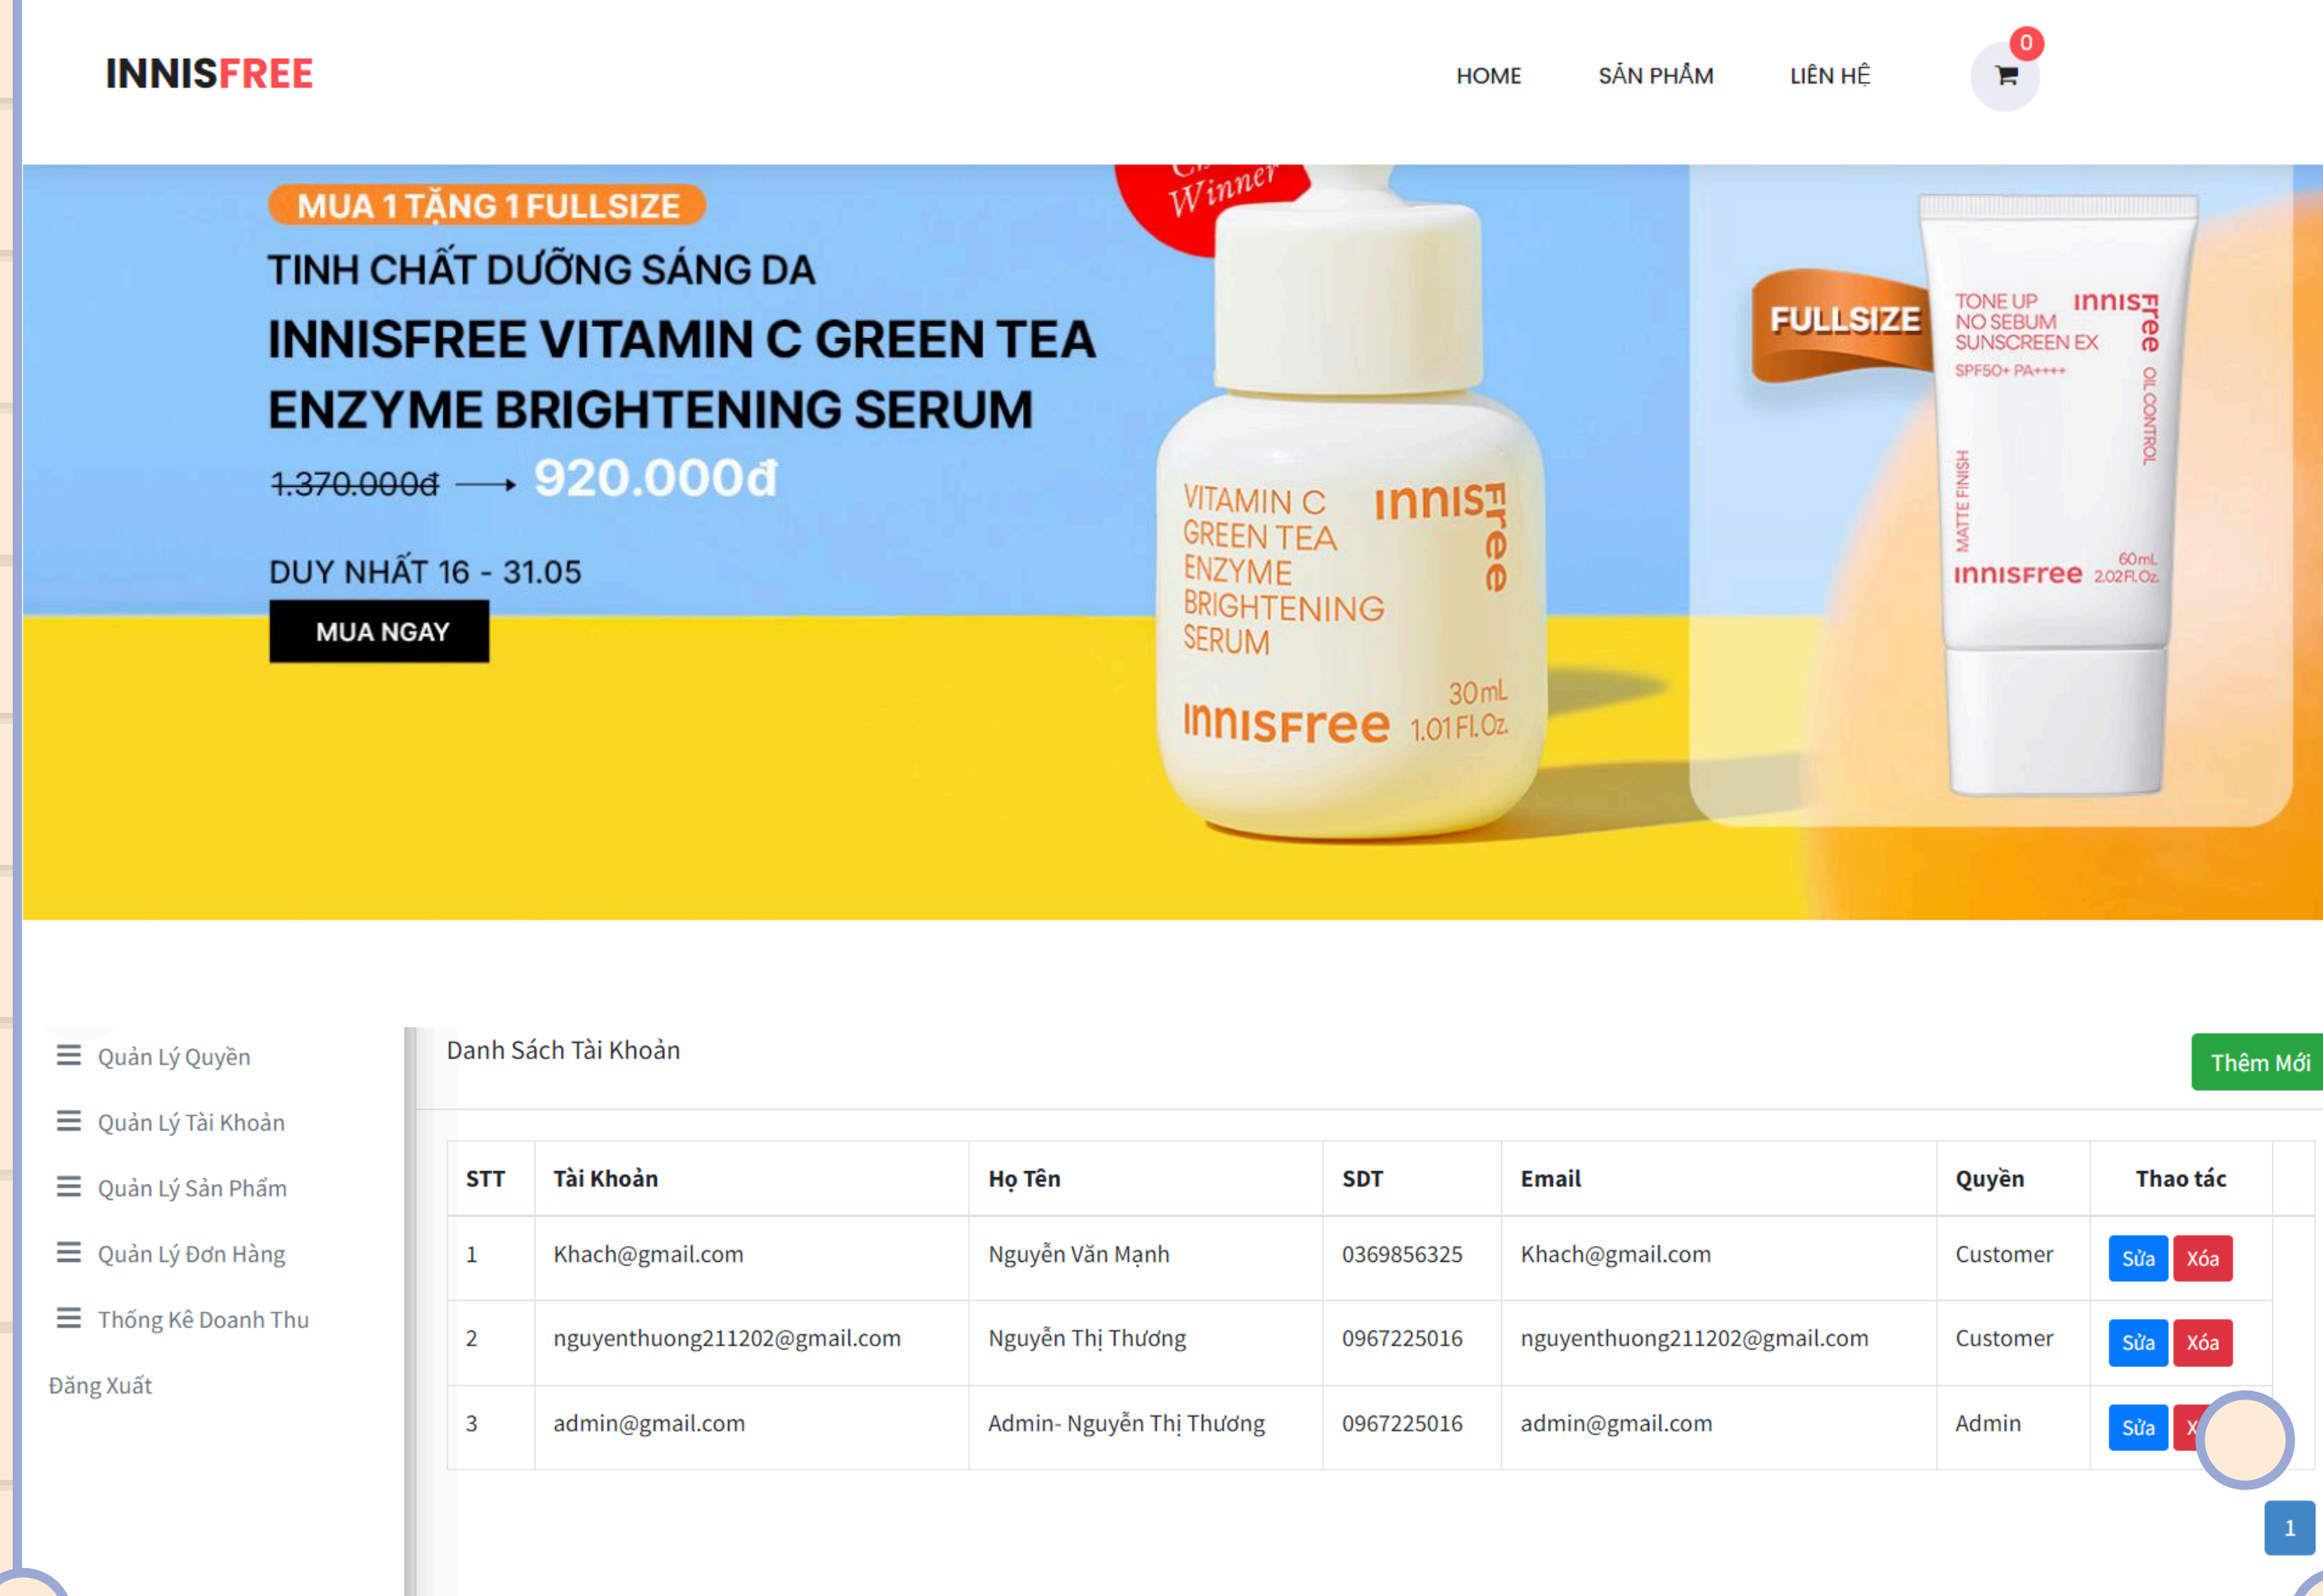 INNISFREE
HOME
SẢN PHẨM
LIÊN HỆ
0
MUA 1 TẶNG 1 FULLSIZE
TINH CHẤT DƯỠNG SÁNG DA
INNISFREE VITAMIN C GREEN TEA
ENZYME BRIGHTENING SERUM
1.370.000đ → 920.000đ
DUY NHẤT 16 - 31.05
MUA NGAY
Winner
VITAMIN C
GREEN TEA
ENZYME
BRIGHTENING
SERUM
innisFree
30 mL
innisFree 1.01 Fl.Oz.
FULLSIZE
TONE UP
NO SEBUM
SUNSCREEN EX
SPF50+ PA++++
innisFree
OIL CONTROL
MATTE FINISH
60 mL
innisFree 2.02 Fl.Oz.
Quản Lý Quyền
Quản Lý Tài Khoản
Quản Lý Sản Phẩm
Quản Lý Đơn Hàng
Thống Kê Doanh Thu
Đăng Xuất
Danh Sách Tài Khoản
Thêm Mới
STT Tài Khoản Họ Tên SDT Email Quyền Thao tác
1 Khach@gmail.com Nguyễn Văn Mạnh 0369856325 Khach@gmail.com Customer Sửa Xóa
2 nguyenthuong211202@gmail.com Nguyễn Thị Thương 0967225016 nguyenthuong211202@gmail.com Customer Sửa Xóa
3 admin@gmail.com Admin- Nguyễn Thị Thương 0967225016 admin@gmail.com Admin Sửa
1